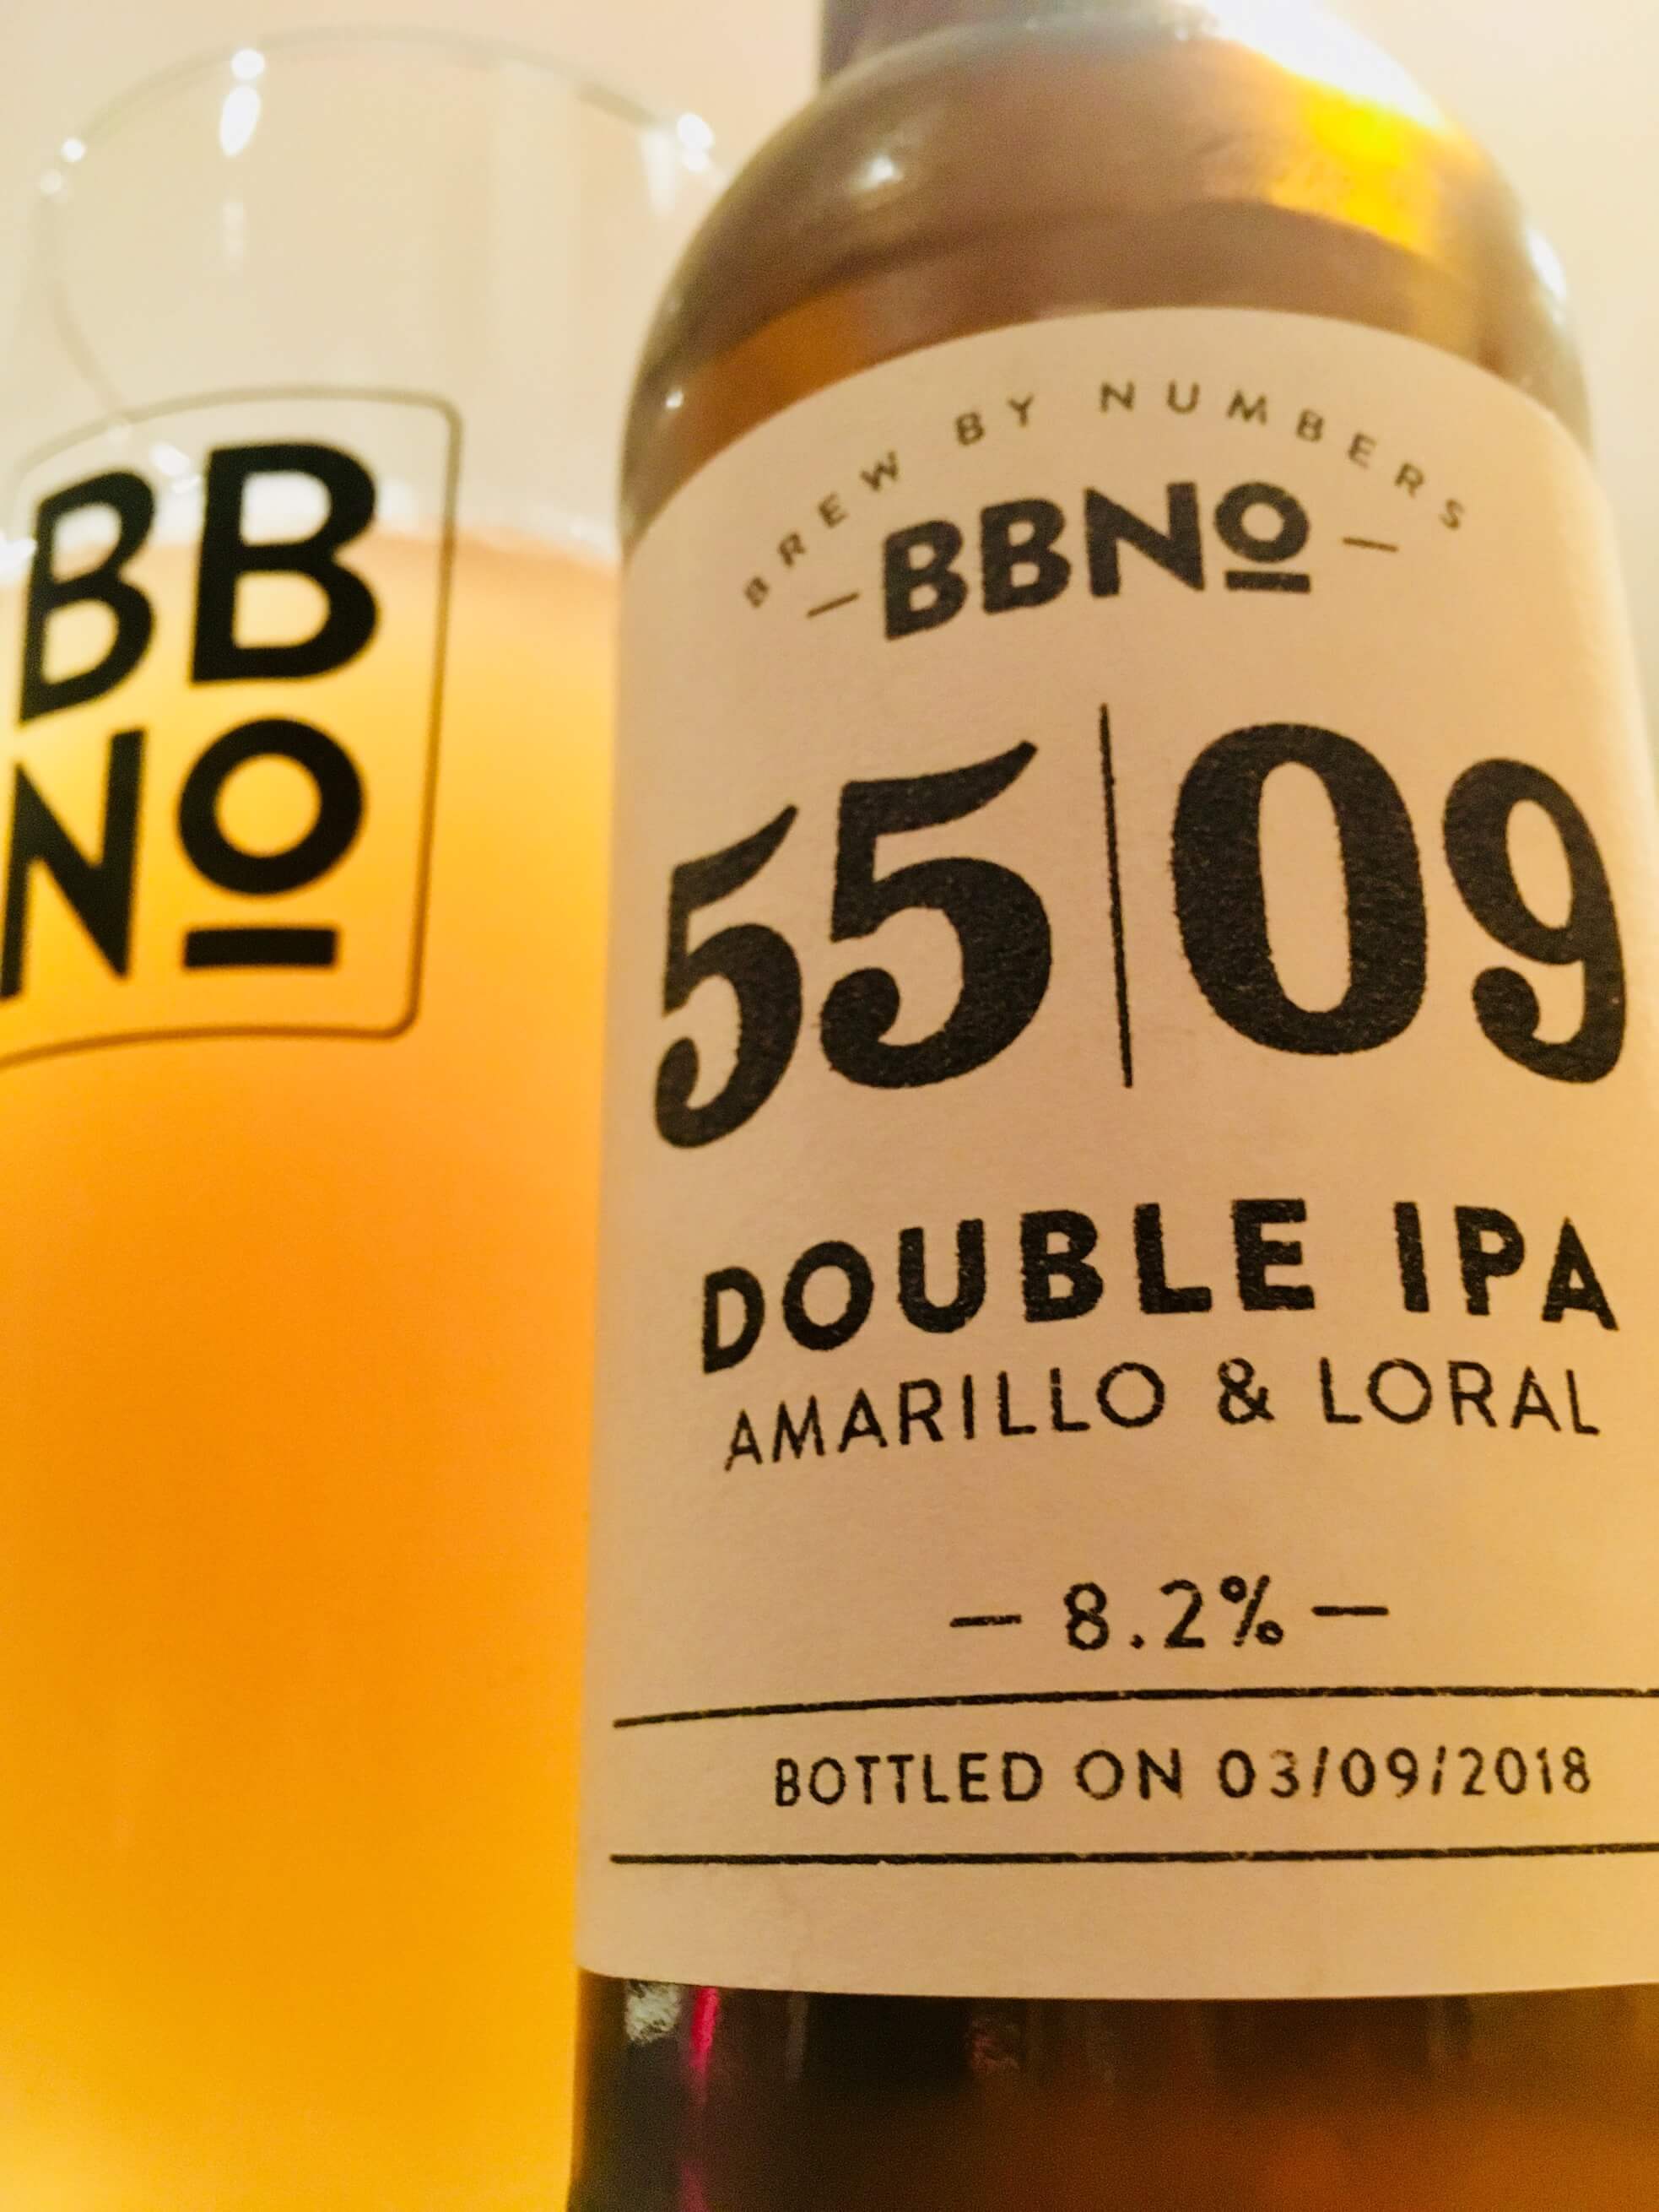 BB
Nº
BREW BY NUMBERS
– BBNº –
55|09
DOUBLE IPA
AMARILLO & LORAL
– 8.2% –
BOTTLED ON 03/09/2018